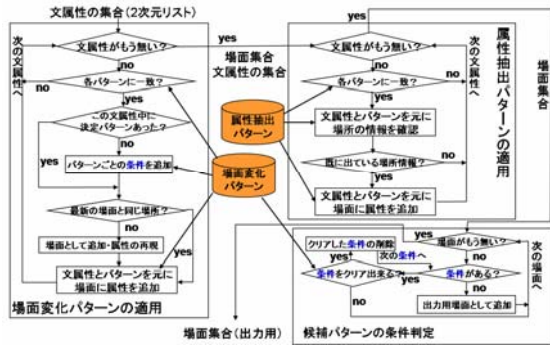 文属性の集合(2次元リスト)
文属性がもう無い?
yes
no
次の文属性へ
各パターンに一致?
no
yes
この文属性中に
決定パターンあった?
no
yes
パターンごとの条件を追加
最新の場面と同じ場所?
no
場面として追加・属性の再現
yes
文属性とパターンを元に
場面に属性を追加
場面変化パターンの適用
場面集合
文属性の集合
属性抽出
パターン
場面変化
パターン
yes
文属性がもう無い?
no
各パターンに一致?
no
yes
文属性とパターンを元に
場所の情報を確認
既に出ている場所情報?
no
yes
文属性とパターンを元に
場面に属性を追加
次の文属性へ
属性抽出パターンの適用
場面集合
クリアした条件の削除
yes
場面がもう無い?
次の条件へ
no
yes
条件をクリア出来る?
yes
条件がある?
no
no
出力用場面として追加
次の場面へ
場面集合(出力用)
候補パターンの条件判定